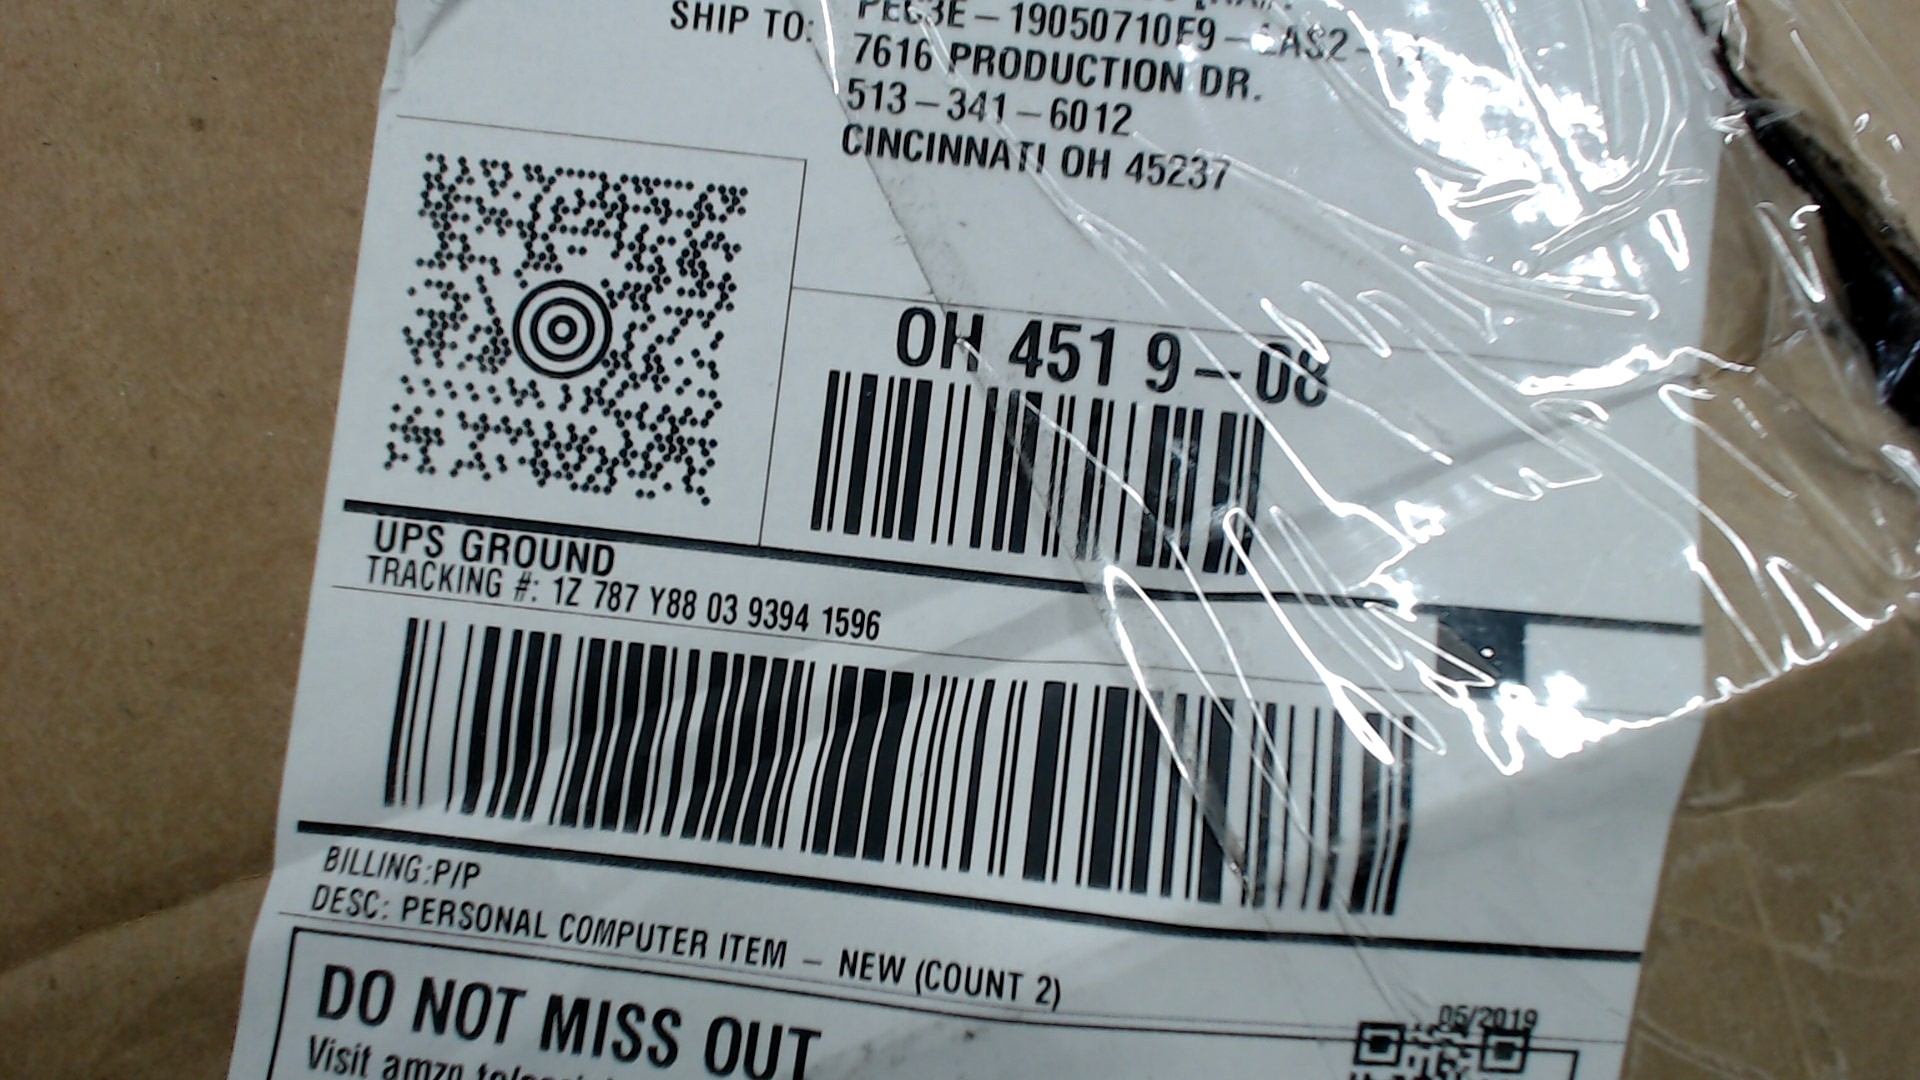 SHIP TO:
19050710F9
7616 PRODUCTION DR.
513-341-6012
CINCINNATI OH 45237
OH 451 9-08
UPS GROUND
TRACKING #: 1Z 787 Y88 03 9394 1596
BILLING:P/P
DESC: PERSONAL COMPUTER ITEM - NEW (COUNT 2)
05/2019
DO NOT MISS OUT
Visit